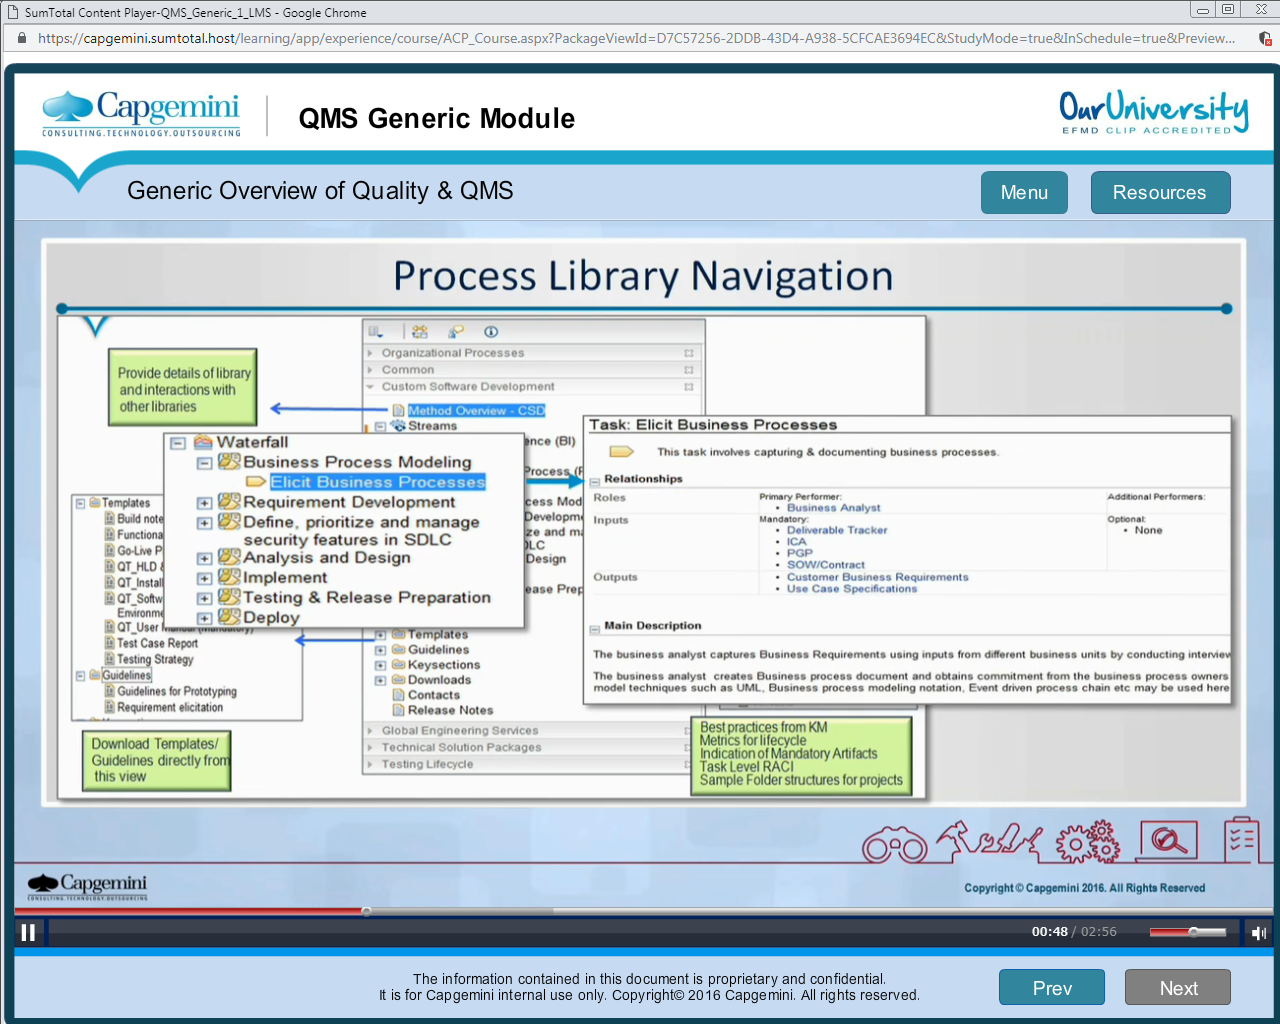 SumTotal Content Player-QMS_Generic_1_LMS - Google Chrome
https://capgemini.sumtotal.host/learning/app/experience/course/ACP_Course.aspx?PackageViewId=D7C57256-2DDB-43D4-A938-5CFCAE3694EC&StudyMode=true&InSchedule=true&Preview...
Capgemini
CONSULTING.TECHNOLOGY.OUTSOURCING
QMS Generic Module
OurUniversity
EFMD CLIP ACCREDITED
Generic Overview of Quality & QMS
Menu
Resources
Process Library Navigation
Provide details of library
and interactions with
other libraries
Organizational Processes
Common
Custom Software Development
Method Overview - CSD
Streams
ence (BI)
Process (F
cess Mod
Developm
ze and ma
LC
Design
ease Prep
Waterfall
Business Process Modeling
Elicit Business Processes
Requirement Development
Define, prioritize and manage
security features in SDLC
Analysis and Design
Implement
Testing & Release Preparation
Deploy
Templates
Build note
Functiona
Go-Live P
QT_HLD &
QT_Install
QT_Softw
Environme
QT_User Manual (Mandatory)
Test Case Report
Testing Strategy
Guidelines
Guidelines for Prototyping
Requirement elicitation
Templates
Guidelines
Keysections
Downloads
Contacts
Release Notes
Global Engineering Services
Technical Solution Packages
Testing Lifecycle
Task: Elicit Business Processes
This task involves capturing & documenting business processes.
Relationships
Roles
Primary Performer:
Business Analyst
Additional Performers:
Inputs
Mandatory:
Deliverable Tracker
ICA
PGP
SOW/Contract
Optional:
None
Outputs
Customer Business Requirements
Use Case Specifications
Main Description
The business analyst captures Business Requirements using inputs from different business units by conducting interview
The business analyst creates Business process document and obtains commitment from the business process owners
model techniques such as UML, Business process modeling notation, Event driven process chain etc may be used here
Download Templates/
Guidelines directly from
this view
Best practices from KM
Metrics for lifecycle
Indication of Mandatory Artifacts
Task Level RACI
Sample Folder structures for projects
Capgemini
CONSULTING.TECHNOLOGY.OUTSOURCING
Copyright © Capgemini 2016. All Rights Reserved
00:48 / 02:56
The information contained in this document is proprietary and confidential.
It is for Capgemini internal use only. Copyright© 2016 Capgemini. All rights reserved.
Prev
Next